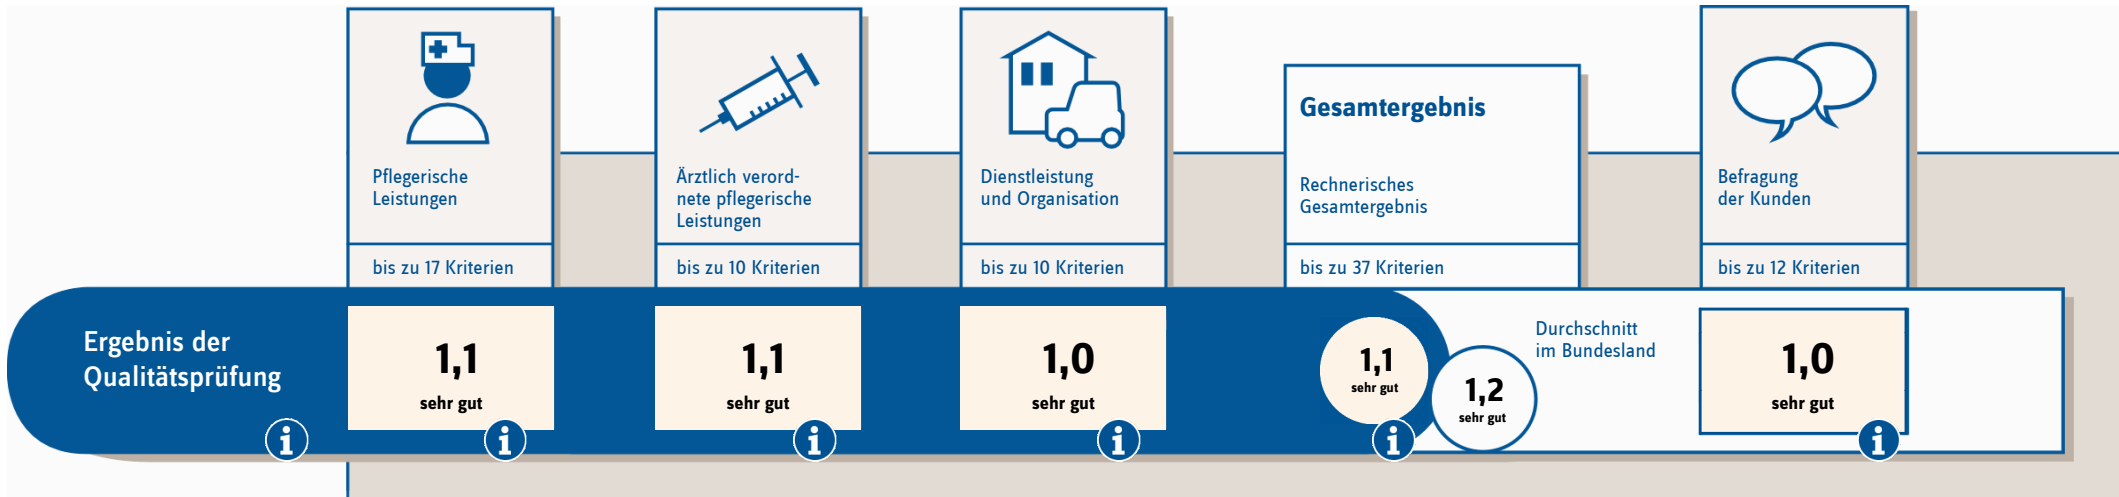 Pflegerische
Leistungen
bis zu 17 Kriterien
Ärztlich verord-
nete pflegerische
Leistungen
bis zu 10 Kriterien
Dienstleistung
und Organisation
bis zu 10 Kriterien
Gesamtergebnis
Rechnerisches
Gesamtergebnis
bis zu 37 Kriterien
Befragung
der Kunden
bis zu 12 Kriterien
Ergebnis der
Qualitätsprüfung
i
1,1
sehr gut
i
1,1
sehr gut
i
1,0
sehr gut
i
1,1
sehr gut
i
1,2
sehr gut
Durchschnitt
im Bundesland
1,0
sehr gut
i